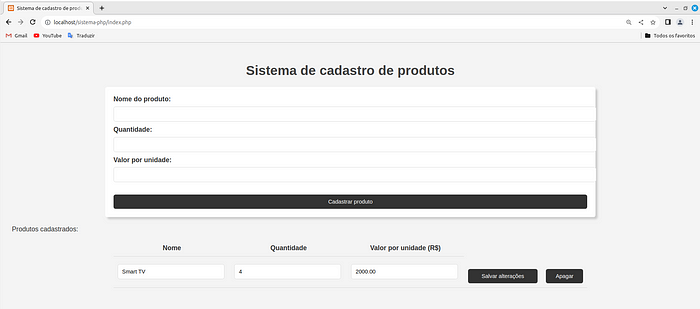 Sistema de cadastro de produ
localhost/sistema-php/index.php
Gmail YouTube Traduzir Todos os favoritos
Sistema de cadastro de produtos
Nome do produto:
Quantidade:
Valor por unidade:
Cadastrar produto
Produtos cadastrados:
Nome Quantidade Valor por unidade (R$)
Smart TV 4 2000.00 Salvar alterações Apagar